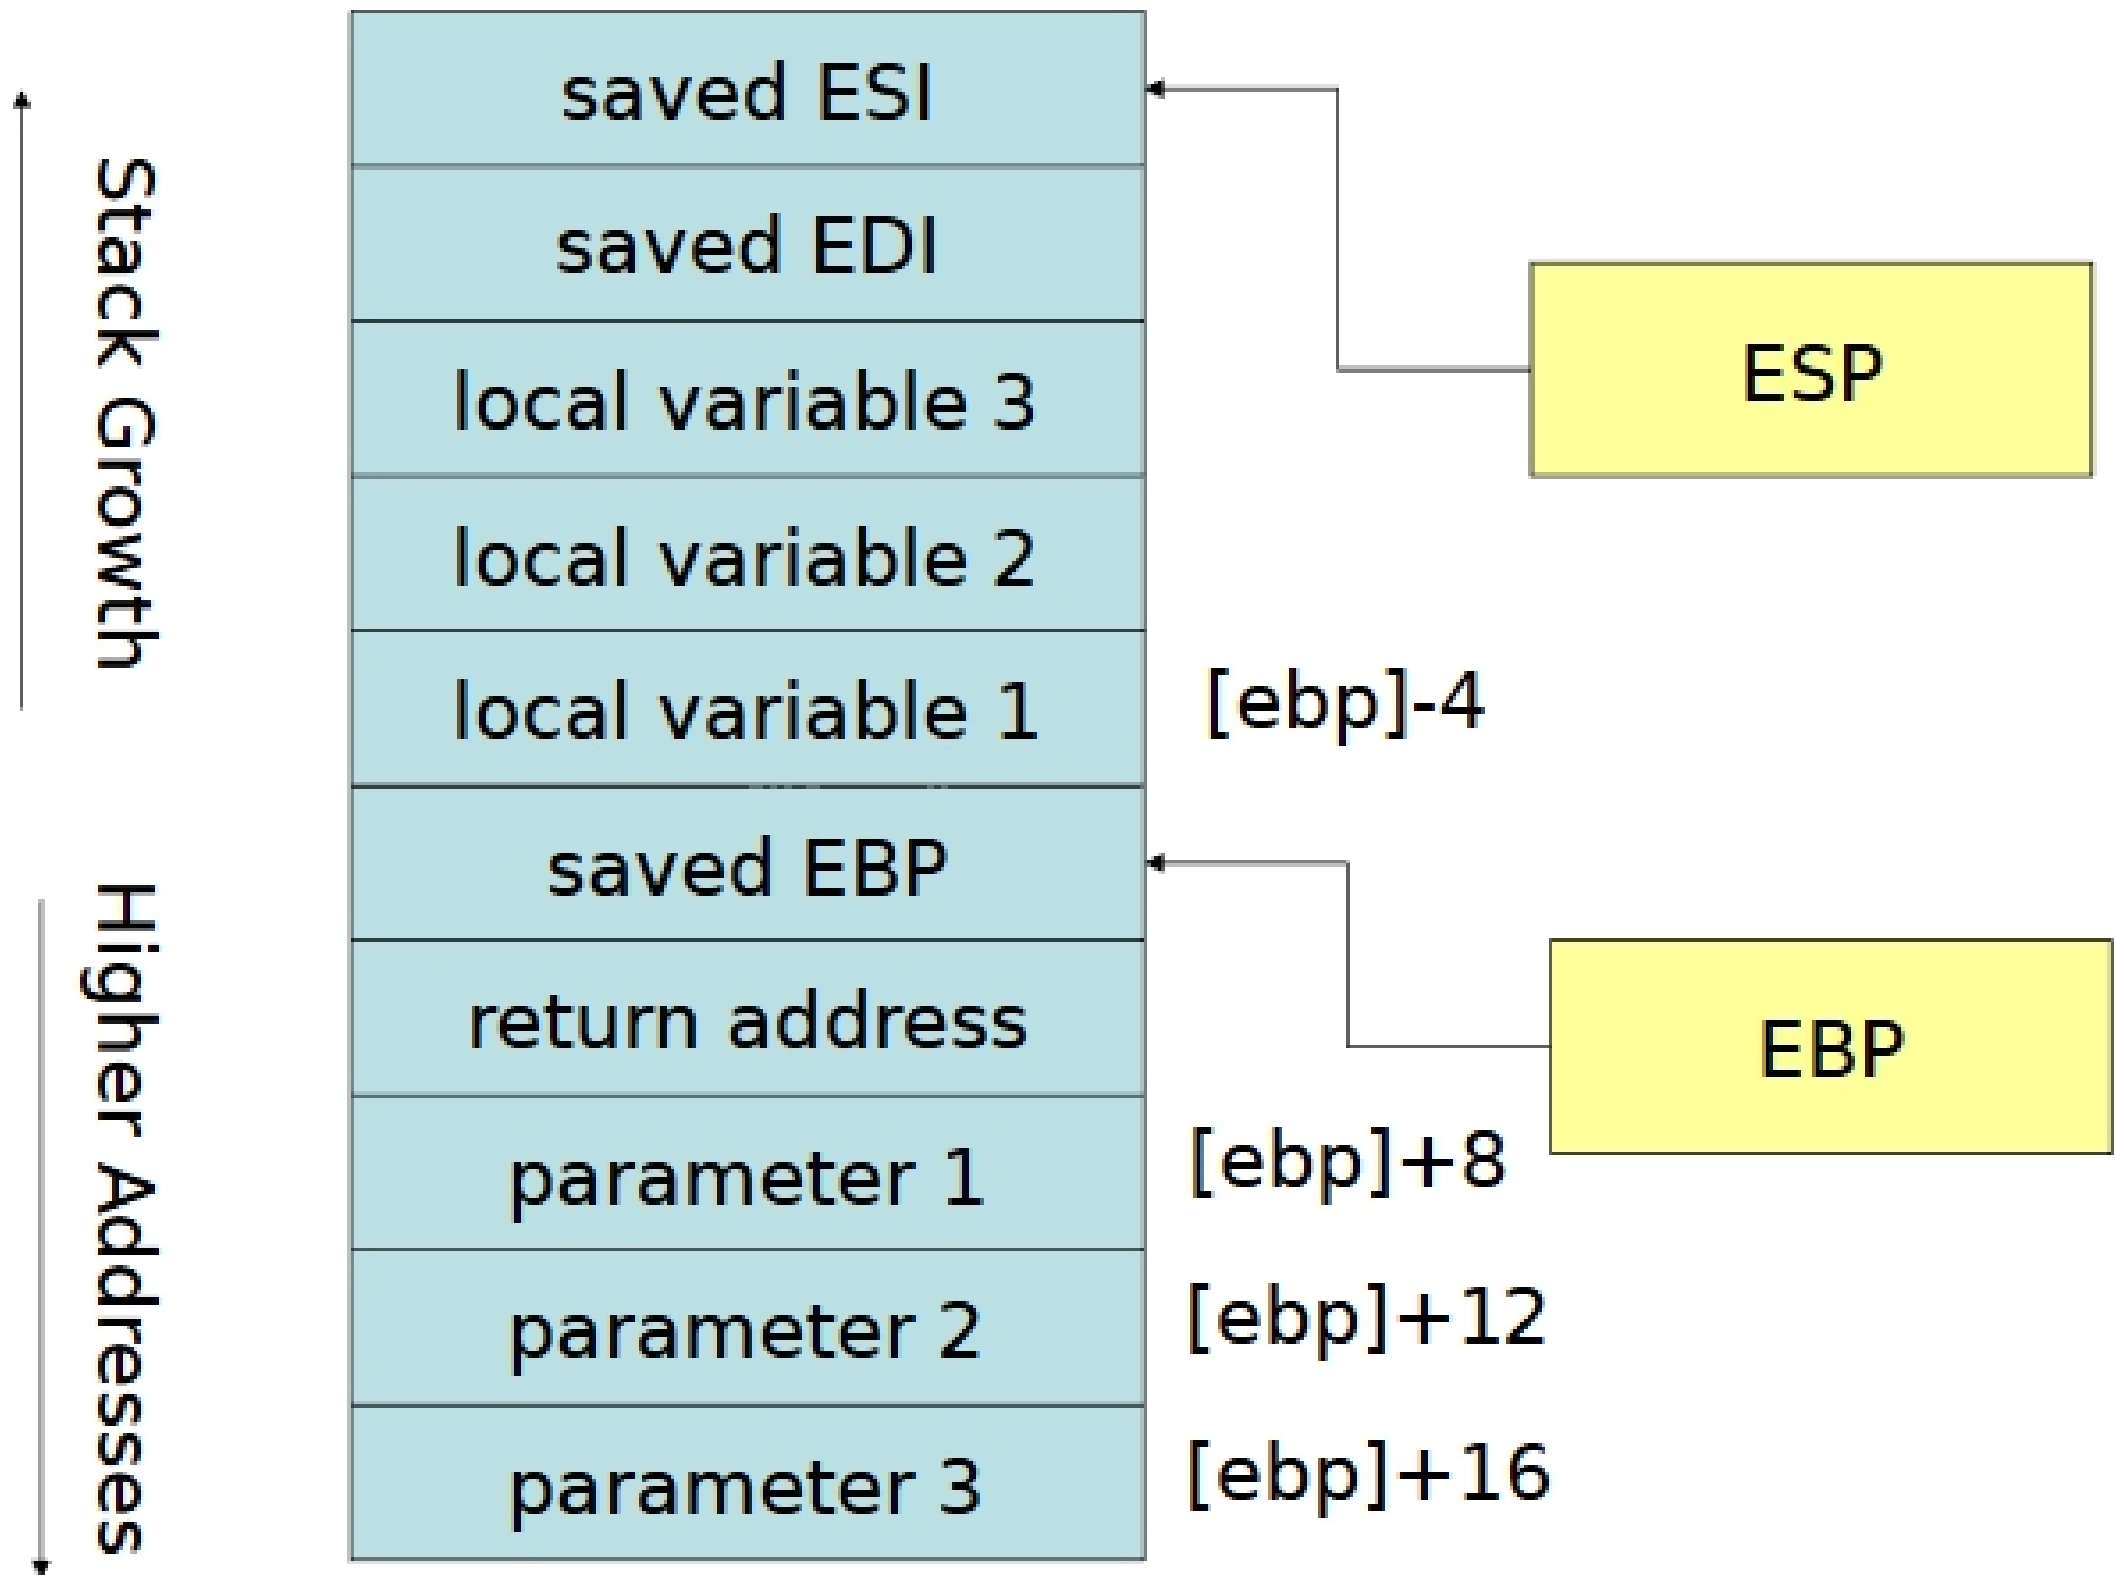 saved ESI
saved EDI
local variable 3
local variable 2
local variable 1
saved EBP
return address
parameter 1
parameter 2
parameter 3
Stack Growth
Higher Addresses
ESP
[ebp]-4
EBP
[ebp]+8
[ebp]+12
[ebp]+16